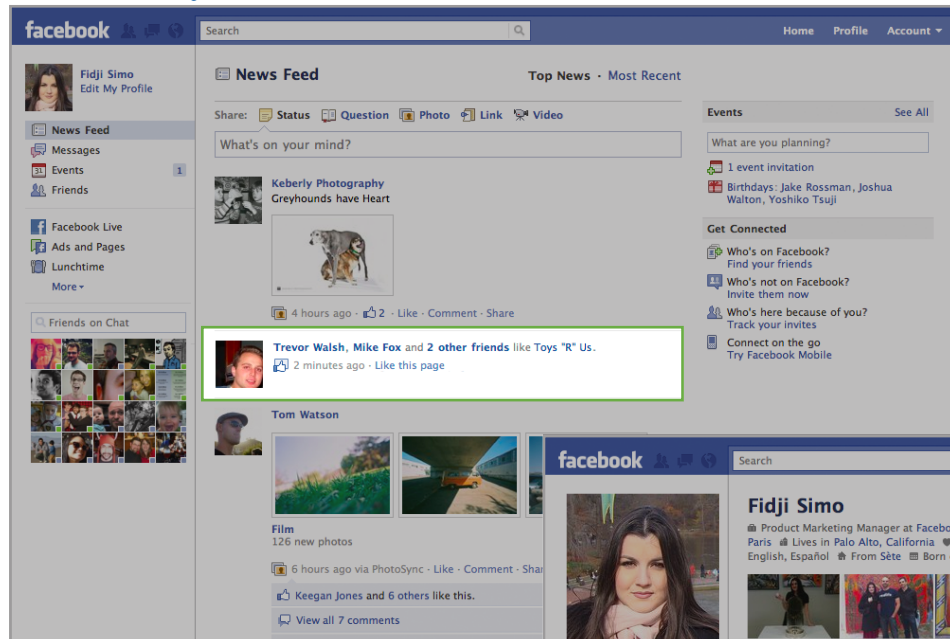 facebook
Search
Home Profile Account
Fidji Simo
Edit My Profile
News Feed
Messages
Events 1
Friends
Facebook Live
Ads and Pages
Lunchtime
More
Friends on Chat
News Feed
Top News · Most Recent
Share: Status Question Photo Link Video
What's on your mind?
Keberly Photography
Greyhounds have Heart
4 hours ago · 2 · Like · Comment · Share
Trevor Walsh, Mike Fox and 2 other friends like Toys "R" Us.
2 minutes ago · Like this page
Tom Watson
Film
126 new photos
6 hours ago via PhotoSync · Like · Comment · Shar
Keegan Jones and 6 others like this.
View all 7 comments
Events See All
What are you planning?
1 event invitation
Birthdays: Jake Rossman, Joshua
Walton, Yoshiko Tsuji
Get Connected
Who's on Facebook?
Find your friends
Who's not on Facebook?
Invite them now
Who's here because of you?
Track your invites
Connect on the go
Try Facebook Mobile
facebook
Search
Fidji Simo
Product Marketing Manager at Facebo
Paris Lives in Palo Alto, California
English, Español From Sète Born